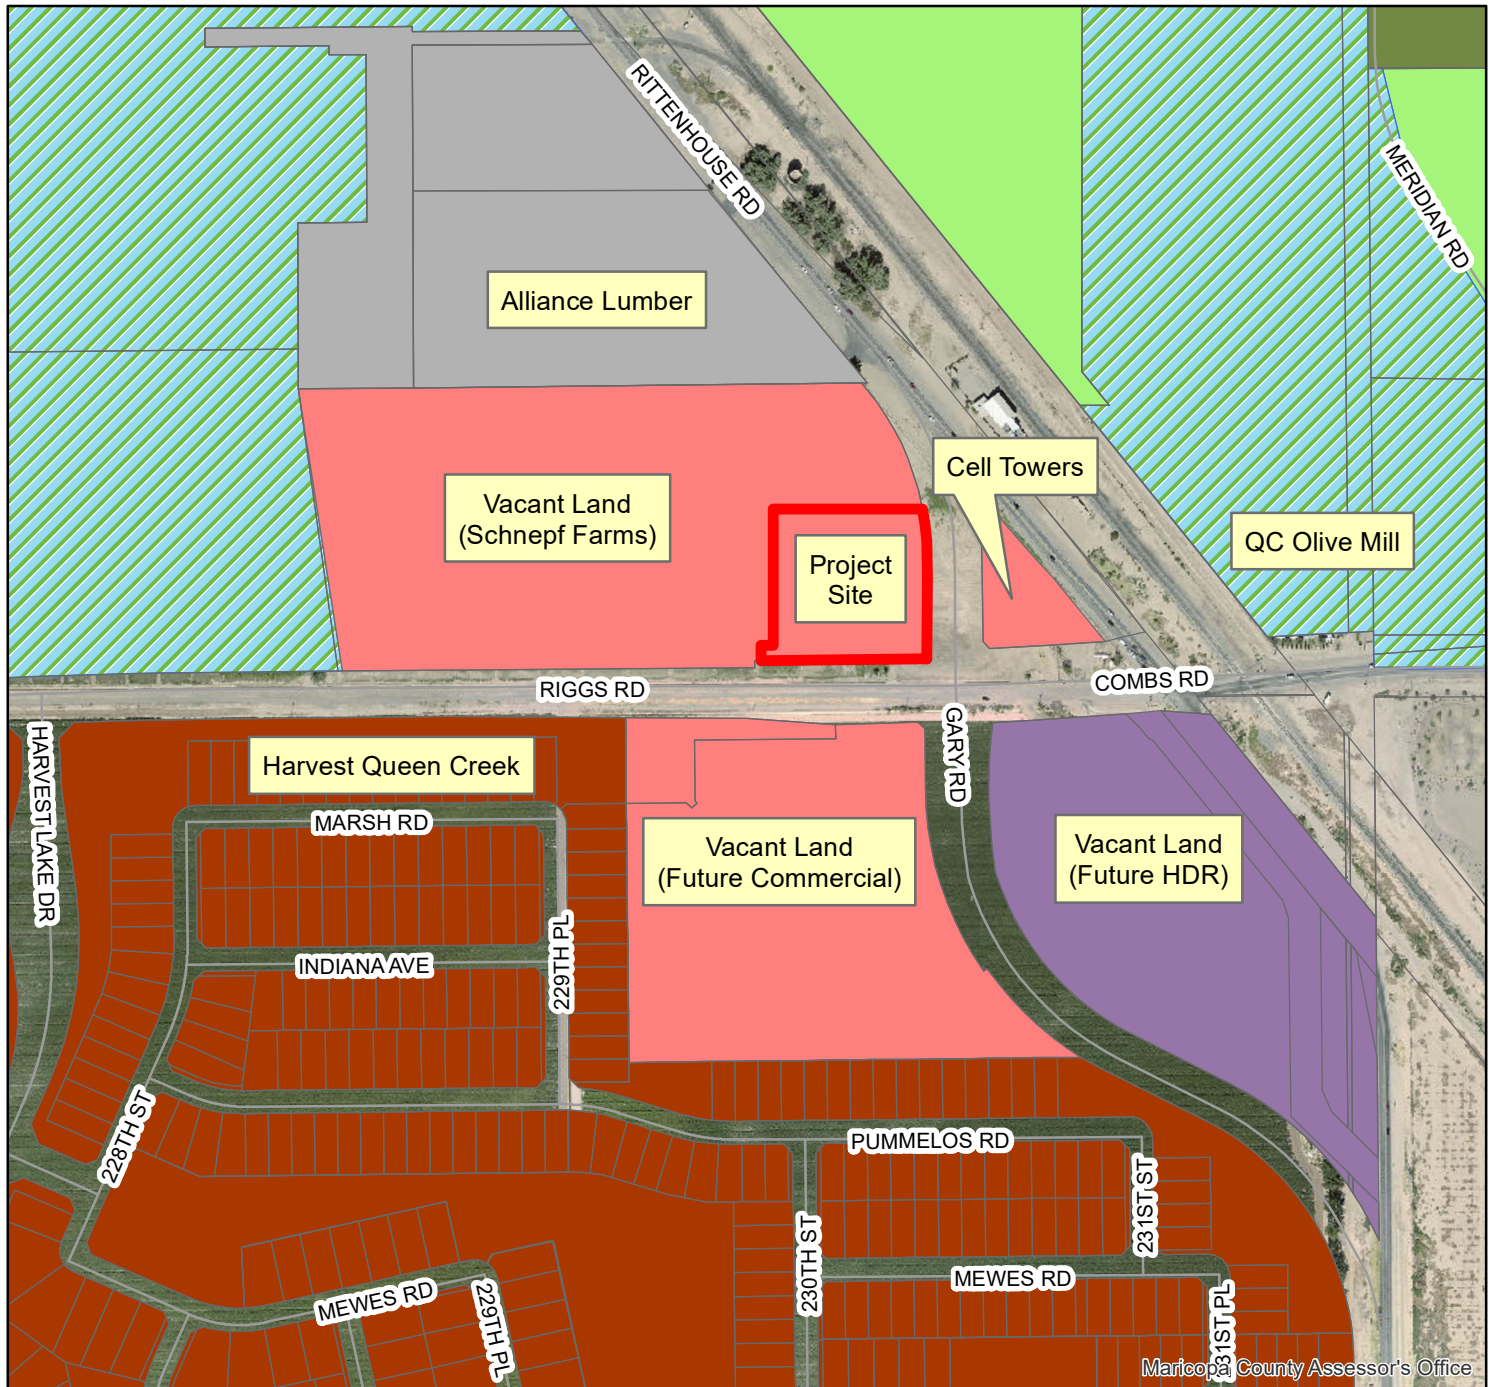 RITTENHOUSE RD
MERIDIAN RD
Alliance Lumber
Cell Towers
Vacant Land
(Schnepf Farms)
QC Olive Mill
Project
Site
RIGGS RD
COMBS RD
HARVEST LAKE DR
GARY RD
Harvest Queen Creek
MARSH RD
Vacant Land
(Future Commercial)
Vacant Land
(Future HDR)
229TH PL
INDIANA AVE
228TH ST
PUMMELOS RD
231ST ST
230TH ST
MEWES RD
MEWES RD
229TH PL
231ST PL
Maricopa County Assessor's Office